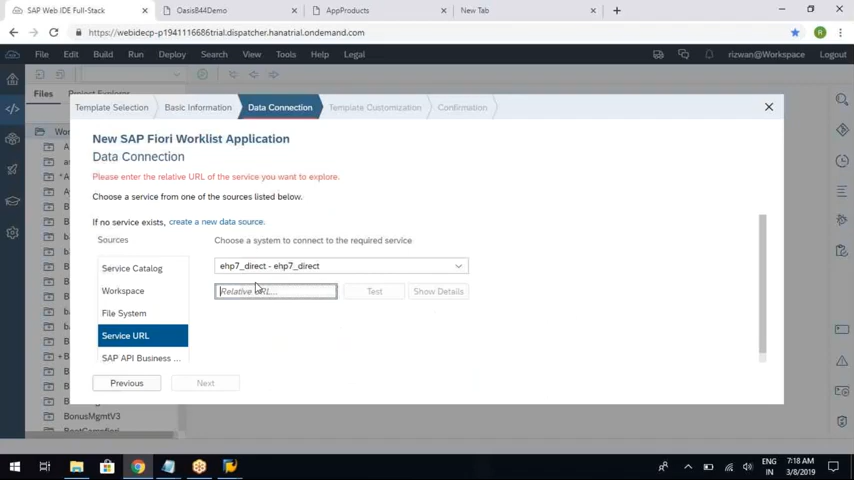 SAP Web IDE Full-Stack
Oasis844Demo
AppProducts
New Tab
https://webidecp-p1941116686trial.dispatcher.hanatrial.ondemand.com
File Edit Build Run Deploy Search View Tools Help Legal
rizwan@Workspace Logout
Files Project Explorer
Template Selection Basic Information Data Connection Template Customization Confirmation
New SAP Fiori Worklist Application
Data Connection
Please enter the relative URL of the service you want to explore.
Choose a service from one of the sources listed below.
If no service exists, create a new data source.
Sources
Choose a system to connect to the required service
Service Catalog
ehp7_direct - ehp7_direct
Workspace
Relative URL...
Test
Show Details
File System
Service URL
SAP API Business ...
Previous
Next
BonusMgmtV3
ENG
IN
7:18 AM
3/8/2019